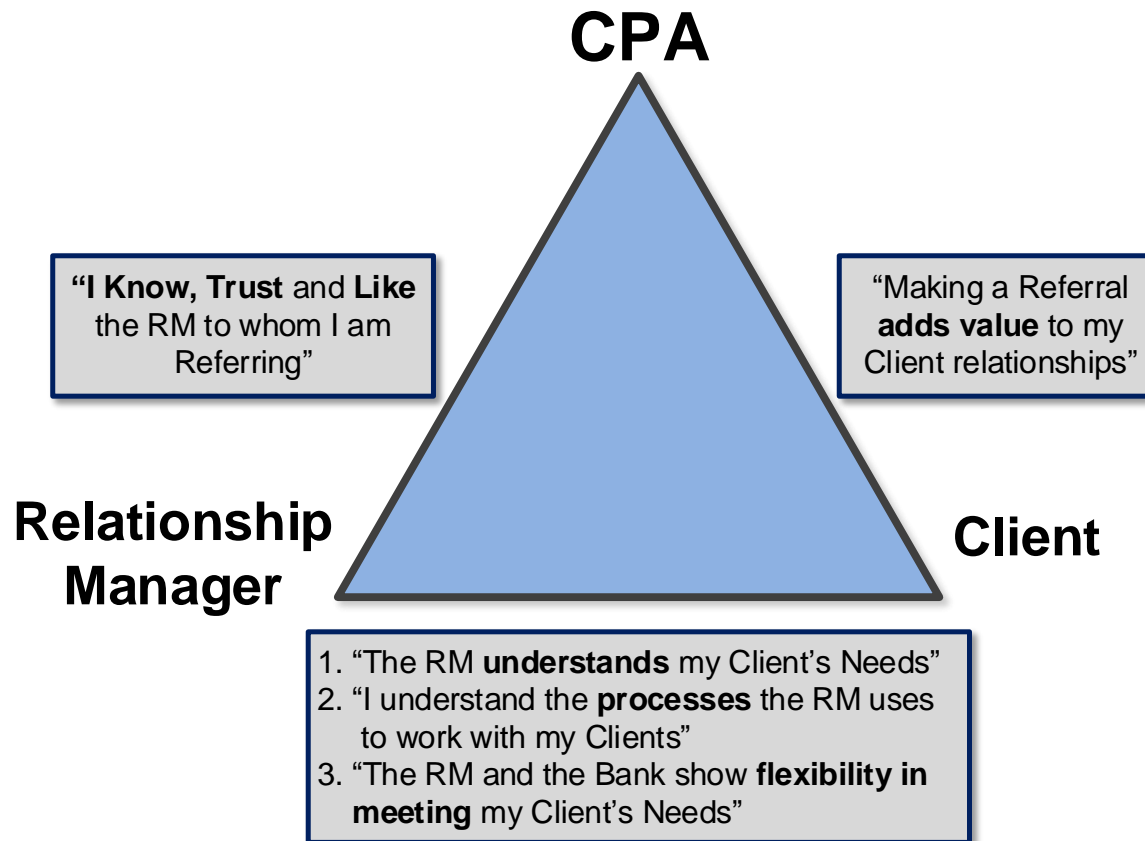 CPA
“I Know, Trust and Like
the RM to whom I am
Referring”
“Making a Referral
adds value to my
Client relationships”
Relationship
Manager
Client
1. “The RM understands my Client’s Needs”
2. “I understand the processes the RM uses
to work with my Clients”
3. “The RM and the Bank show flexibility in
meeting my Client’s Needs”